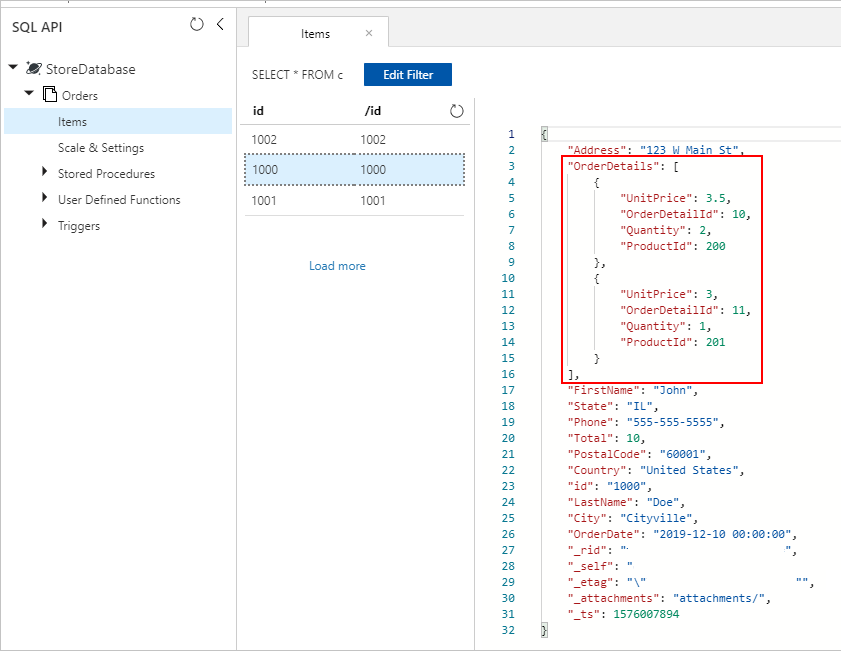 SQL API
StoreDatabase
Orders
Items
Scale & Settings
Stored Procedures
User Defined Functions
Triggers
Items ×
SELECT * FROM c Edit Filter
id /id
1002 1002
1000 1000
1001 1001
Load more
1 {
2 "Address": "123 W Main St",
3 "OrderDetails": [
4 {
5 "UnitPrice": 3.5,
6 "OrderDetailId": 10,
7 "Quantity": 2,
8 "ProductId": 200
9 },
10 {
11 "UnitPrice": 3,
12 "OrderDetailId": 11,
13 "Quantity": 1,
14 "ProductId": 201
15 }
16 ],
17 "FirstName": "John",
18 "State": "IL",
19 "Phone": "555-555-5555",
20 "Total": 10,
21 "PostalCode": "60001",
22 "Country": "United States",
23 "id": "1000",
24 "LastName": "Doe",
25 "City": "Cityville",
26 "OrderDate": "2019-12-10 00:00:00",
27 "_rid": " ",
28 "_self": "
29 "_etag": "\" "",
30 "_attachments": "attachments/",
31 "_ts": 1576007894
32 }